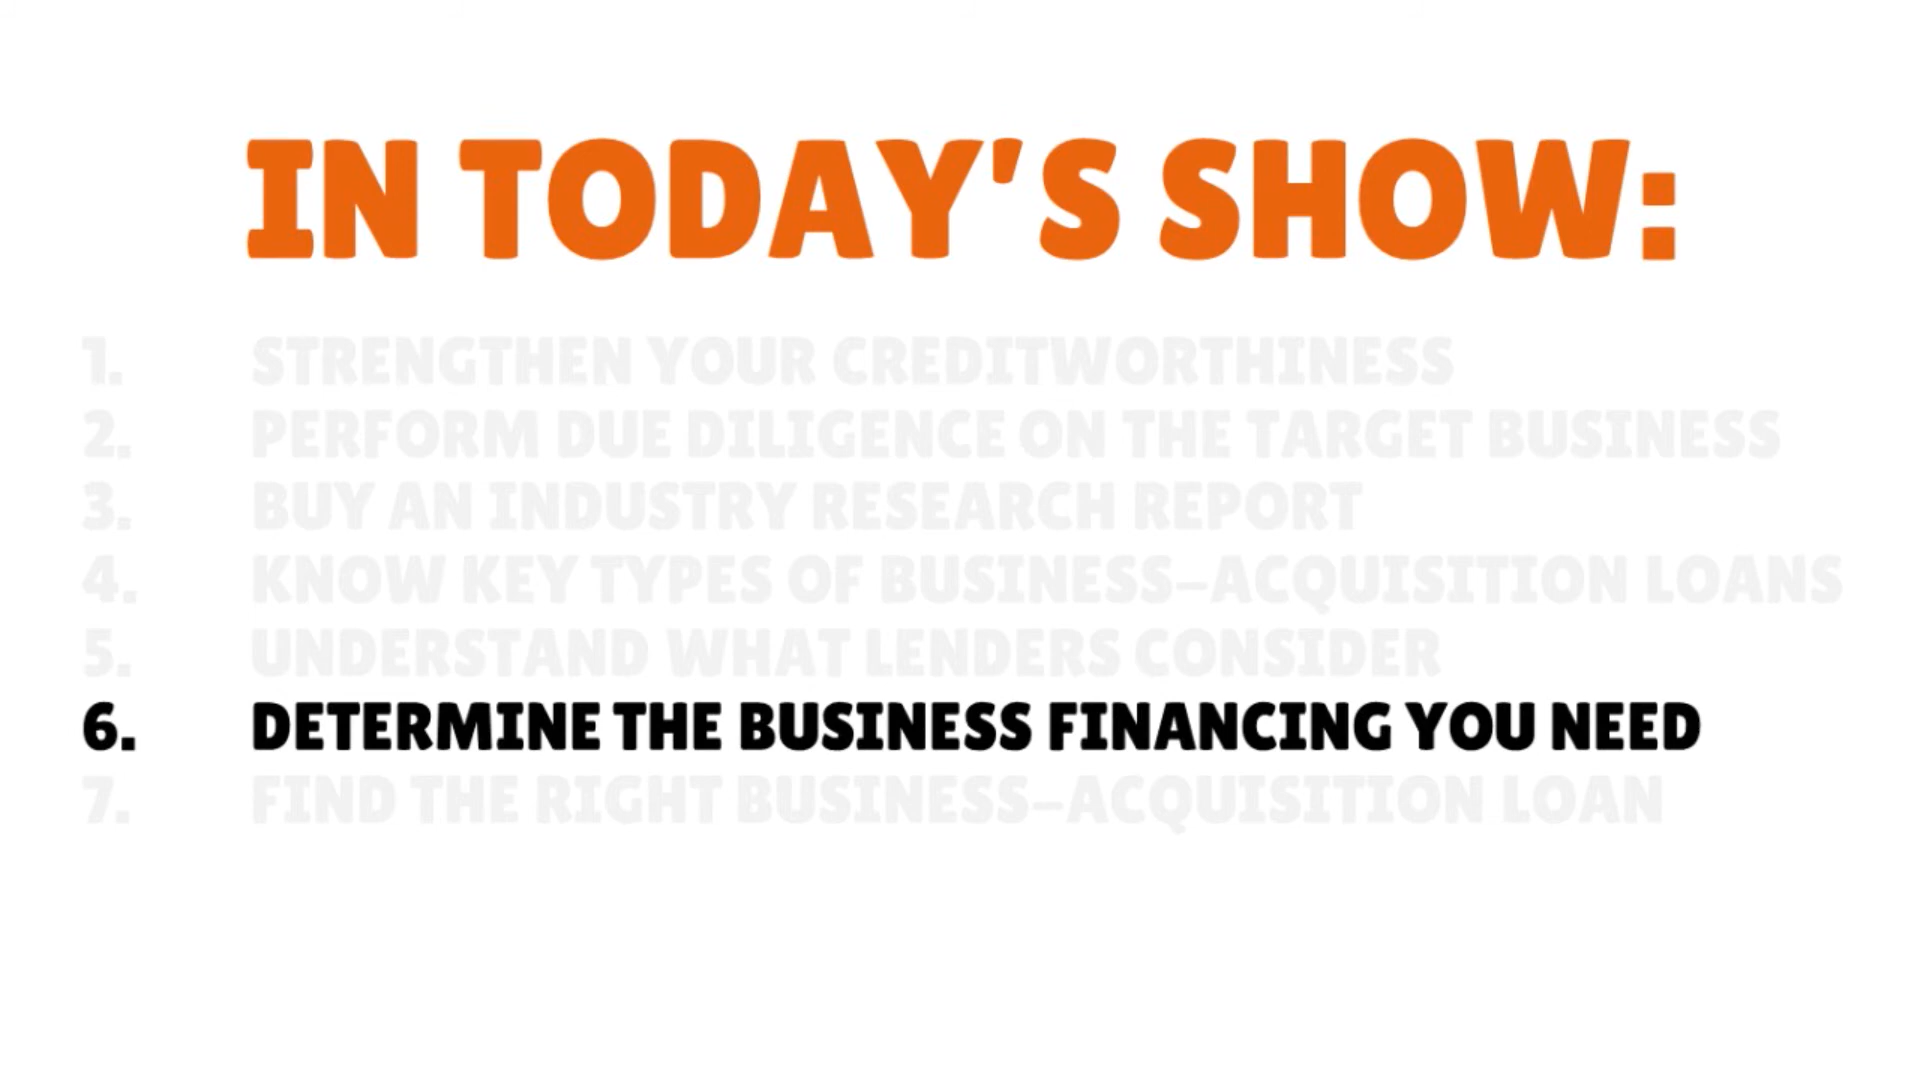 IN TODAY'S SHOW:
1. STRENGTHEN YOUR CREDITWORTHINESS
2. PERFORM DUE DILIGENCE ON THE TARGET BUSINESS
3. BUY AN INDUSTRY RESEARCH REPORT
4. KNOW KEY TYPES OF BUSINESS-ACQUISITION LOANS
5. UNDERSTAND WHAT LENDERS CONSIDER
6. DETERMINE THE BUSINESS FINANCING YOU NEED
7. FIND THE RIGHT BUSINESS-ACQUISITION LOAN